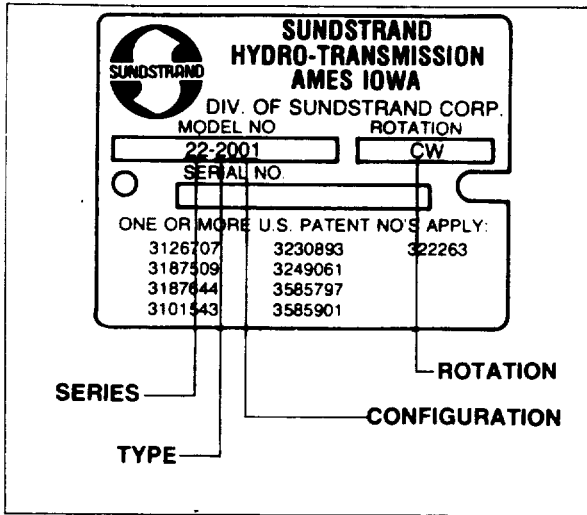 SUNDSTRAND
HYDRO-TRANSMISSION
AMES IOWA
SUNDSTRAND
DIV. OF SUNDSTRAND CORP.
MODEL NO ROTATION
22-2001 CW
SERIAL NO.
ONE OR MORE U.S. PATENT NO'S APPLY:
3126707 3230893 322263
3187509 3249061
3187644 3585797
3101543 3585901
ROTATION
SERIES
CONFIGURATION
TYPE